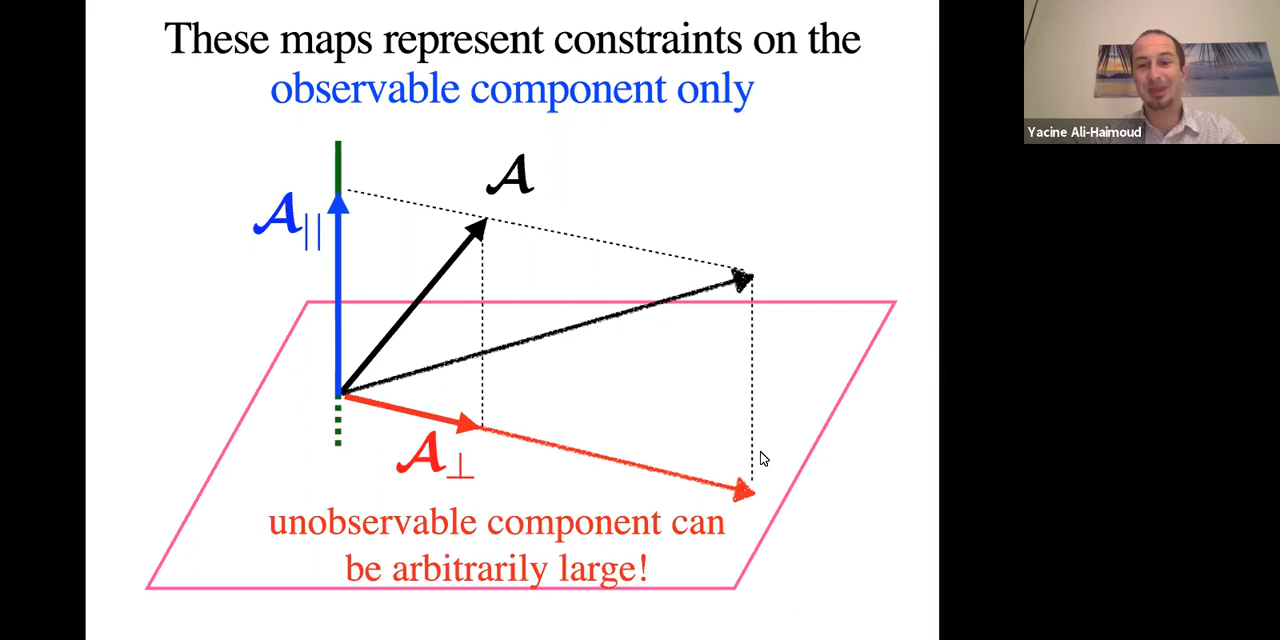 These maps represent constraints on the
observable component only
𝓐
𝓐||
𝓐⊥
unobservable component can
be arbitrarily large!
Yacine Ali-Haimoud